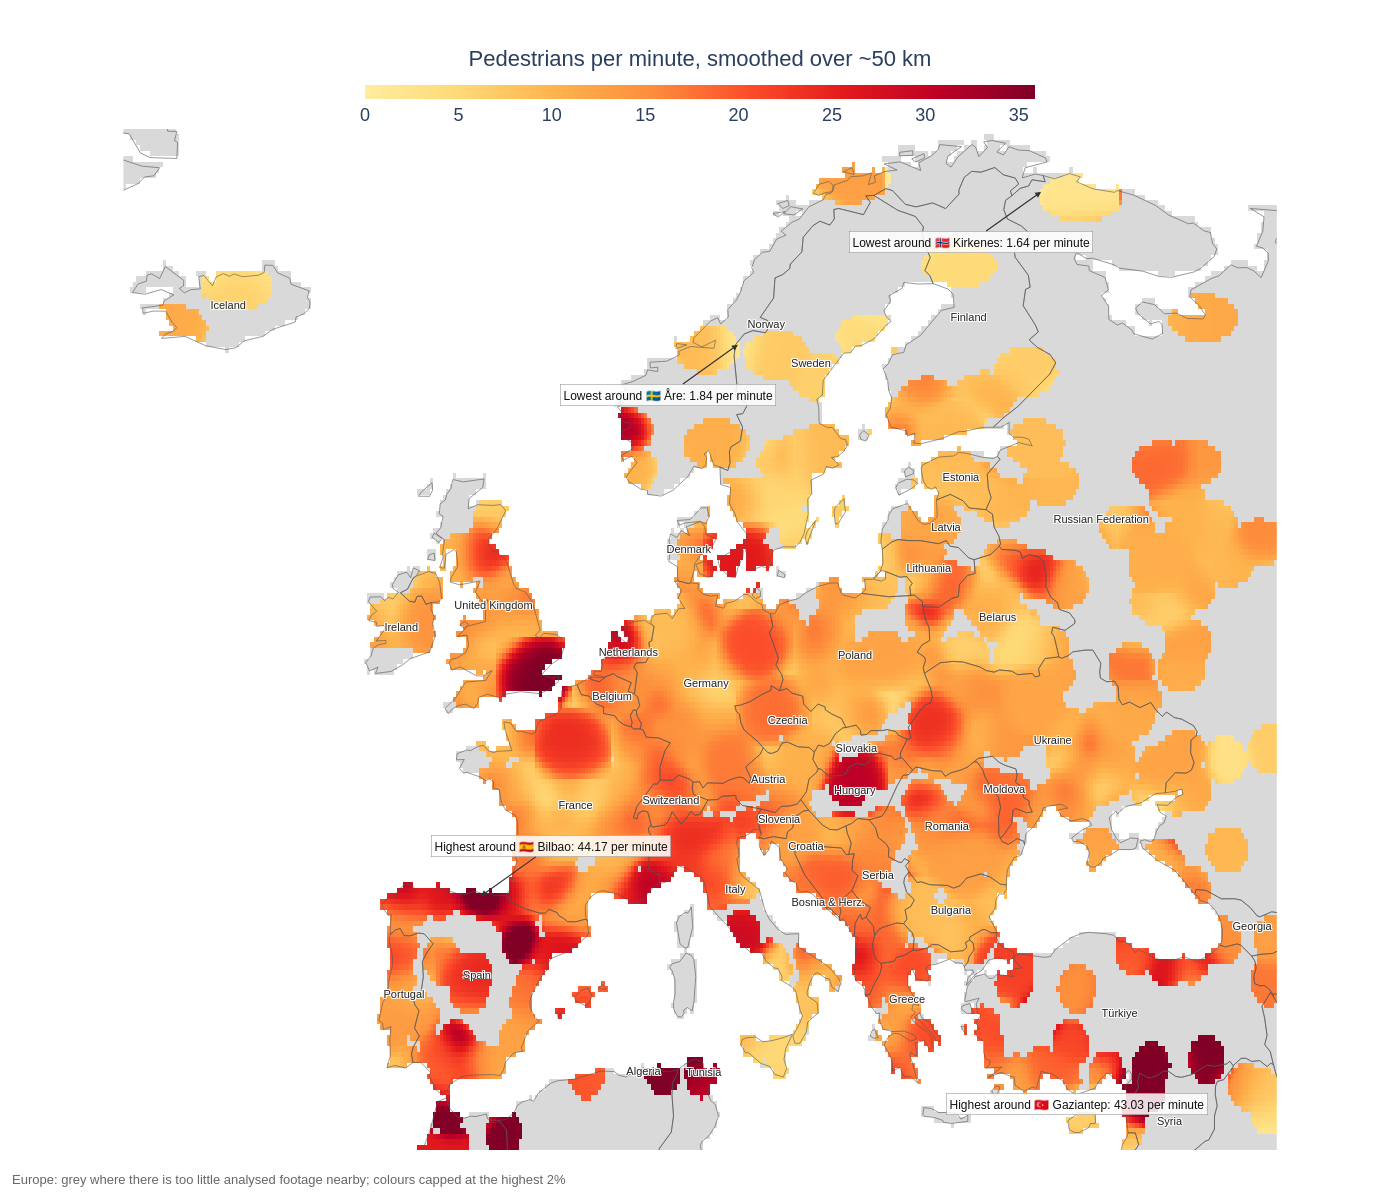 Pedestrians per minute, smoothed over ~50 km
0 5 10 15 20 25 30 35
Lowest around 🇳🇴 Kirkenes: 1.64 per minute
Iceland
Finland
Norway
Sweden
Lowest around 🇸🇪 Åre: 1.84 per minute
Estonia
Russian Federation
Latvia
Denmark
Lithuania
United Kingdom
Belarus
Ireland
Netherlands
Poland
Germany
Belgium
Czechia
Ukraine
Slovakia
Austria
Hungary
Moldova
Switzerland
France
Slovenia
Romania
Highest around 🇪🇸 Bilbao: 44.17 per minute
Croatia
Serbia
Italy
Bosnia & Herz.
Bulgaria
Georgia
Spain
Portugal
Greece
Türkiye
Algeria
Tunisia
Highest around 🇹🇷 Gaziantep: 43.03 per minute
Syria
Europe: grey where there is too little analysed footage nearby; colours capped at the highest 2%